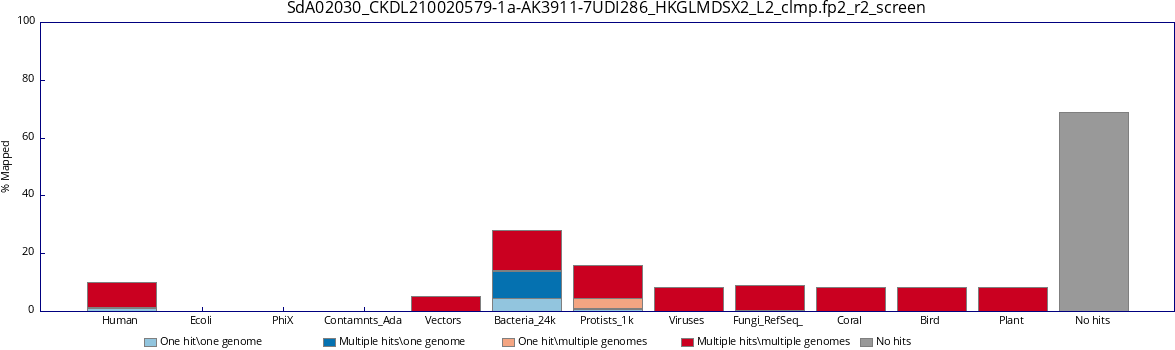 SdA02030_CKDL210020579-1a-AK3911-7UDI286_HKGLMDSX2_L2_clmp.fp2_r2_screen
100
80
60
40
20
0
% Mapped
Human Ecoli PhiX Contamnts_Ada Vectors Bacteria_24k Protists_1k Viruses Fungi_RefSeq_ Coral Bird Plant No hits
One hit\one genome Multiple hits\one genome One hit\multiple genomes Multiple hits\multiple genomes No hits